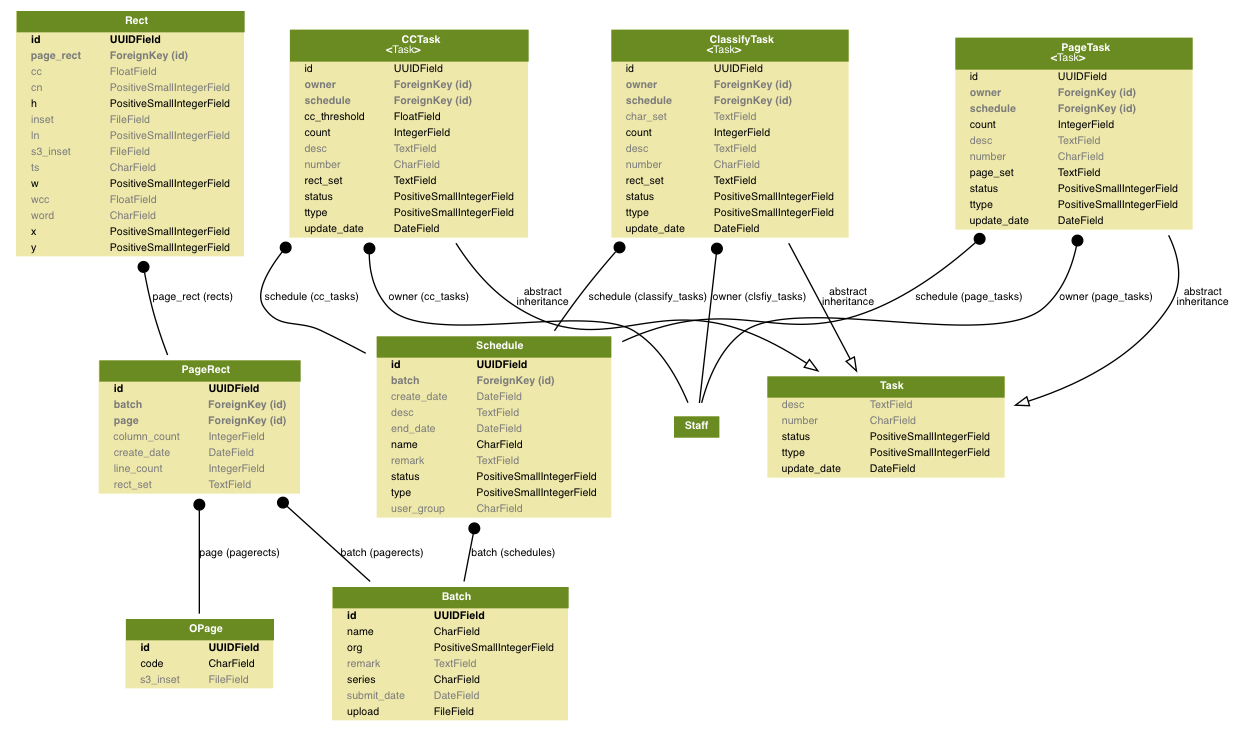 Rect
id UUIDField
page_rect ForeignKey (id)
cc FloatField
cn PositiveSmallIntegerField
h PositiveSmallIntegerField
inset FileField
ln PositiveSmallIntegerField
s3_inset FileField
ts CharField
w PositiveSmallIntegerField
wcc FloatField
word CharField
x PositiveSmallIntegerField
y PositiveSmallIntegerField
CCTask
<Task>
id UUIDField
owner ForeignKey (id)
schedule ForeignKey (id)
cc_threshold FloatField
count IntegerField
desc TextField
number CharField
rect_set TextField
status PositiveSmallIntegerField
ttype PositiveSmallIntegerField
update_date DateField
ClassifyTask
<Task>
id UUIDField
owner ForeignKey (id)
schedule ForeignKey (id)
char_set TextField
count IntegerField
desc TextField
number CharField
rect_set TextField
status PositiveSmallIntegerField
ttype PositiveSmallIntegerField
update_date DateField
PageTask
<Task>
id UUIDField
owner ForeignKey (id)
schedule ForeignKey (id)
count IntegerField
desc TextField
number CharField
page_set TextField
status PositiveSmallIntegerField
ttype PositiveSmallIntegerField
update_date DateField
page_rect (rects)
schedule (cc_tasks)
owner (cc_tasks)
abstract
inheritance
schedule (classify_tasks)
owner (clsfiy_tasks)
abstract
inheritance
schedule (page_tasks)
owner (page_tasks)
abstract
inheritance
PageRect
id UUIDField
batch ForeignKey (id)
page ForeignKey (id)
column_count IntegerField
create_date DateField
line_count IntegerField
rect_set TextField
Schedule
id UUIDField
batch ForeignKey (id)
create_date DateField
desc TextField
end_date DateField
name CharField
remark TextField
status PositiveSmallIntegerField
type PositiveSmallIntegerField
user_group CharField
Staff
Task
desc TextField
number CharField
status PositiveSmallIntegerField
ttype PositiveSmallIntegerField
update_date DateField
page (pagerects)
batch (pagerects)
batch (schedules)
OPage
id UUIDField
code CharField
s3_inset FileField
Batch
id UUIDField
name CharField
org PositiveSmallIntegerField
remark TextField
series CharField
submit_date DateField
upload FileField